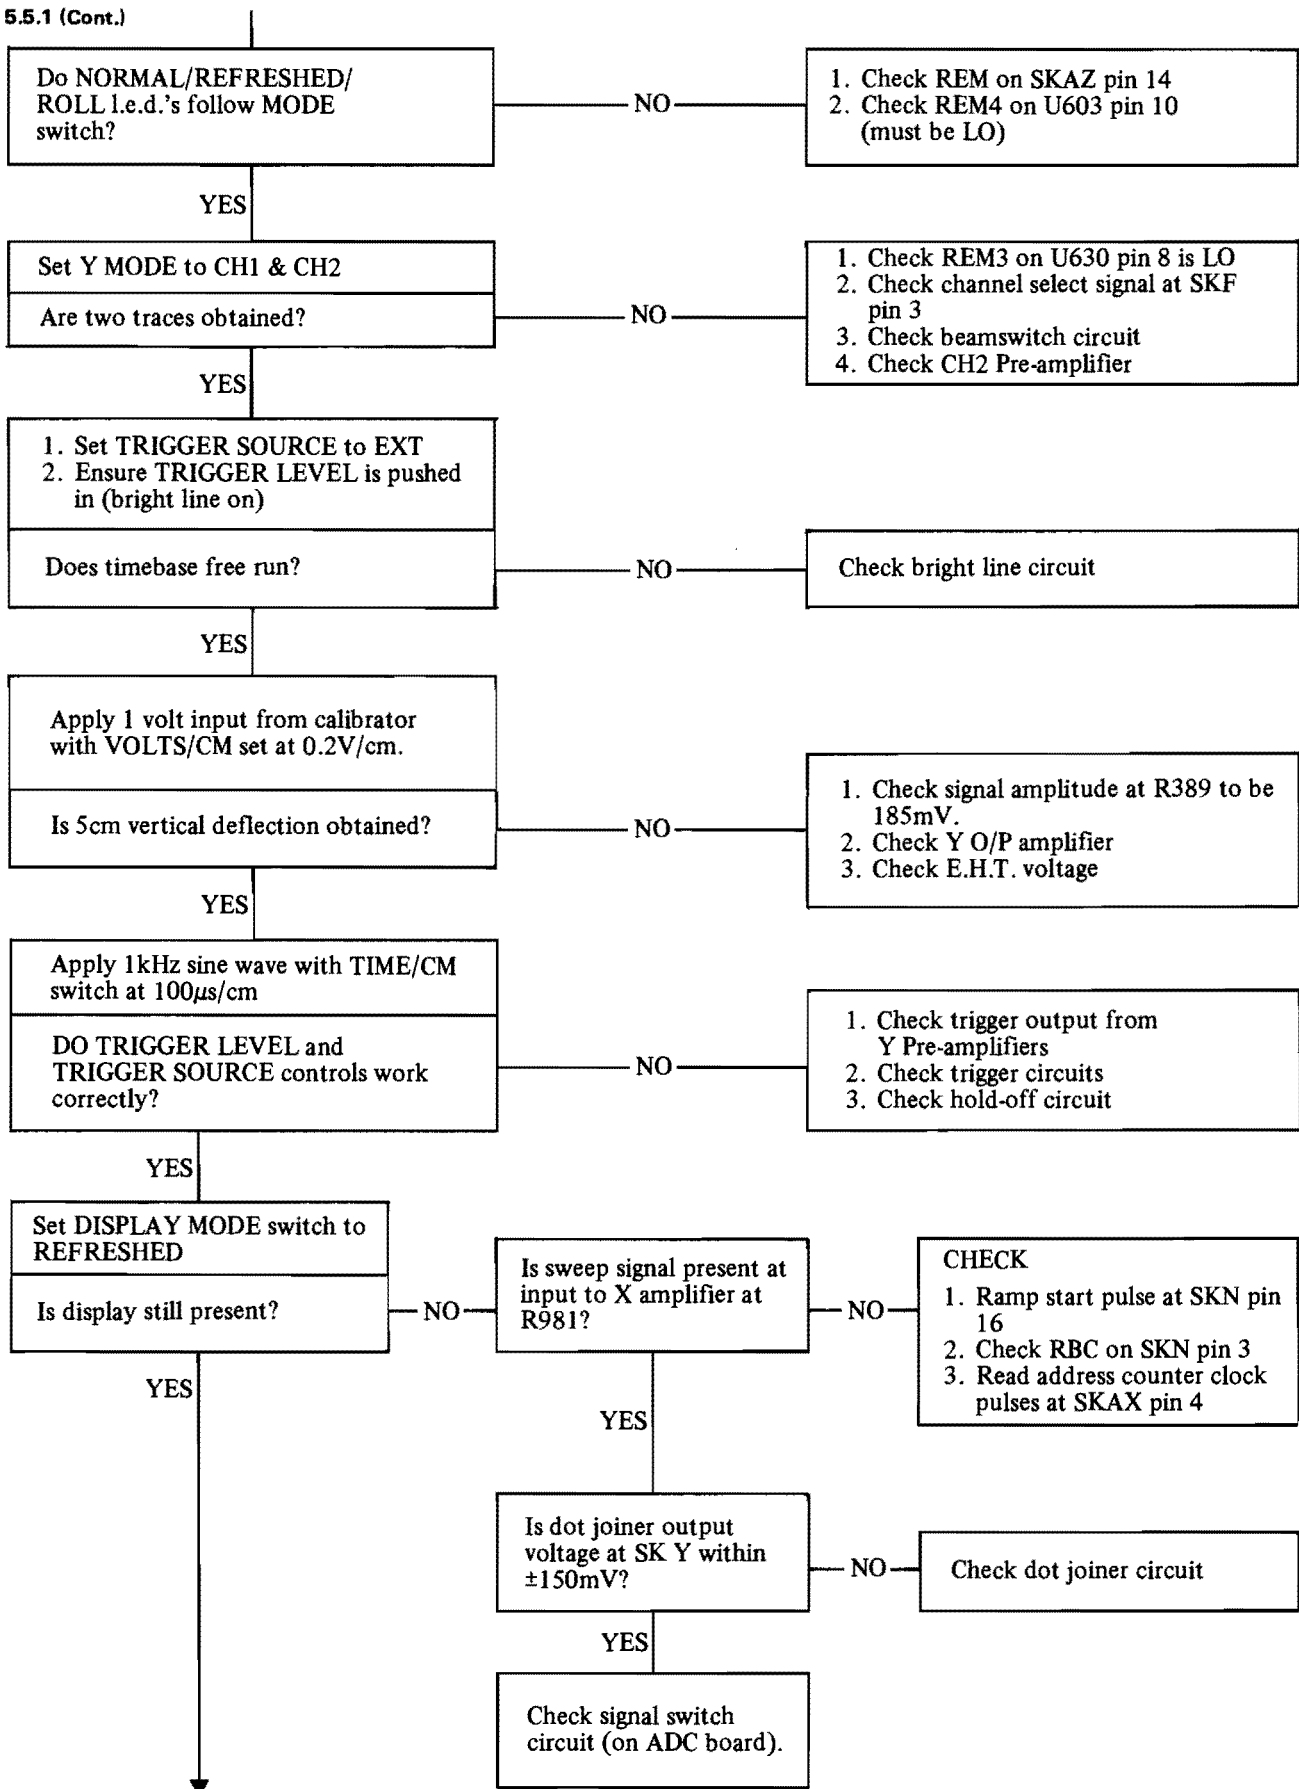 5.5.1 (Cont.)
Do NORMAL/REFRESHED/
ROLL l.e.d.'s follow MODE
switch?
NO
1. Check REM on SKAZ pin 14
2. Check REM4 on U603 pin 10
(must be LO)
YES
Set Y MODE to CH1 & CH2
Are two traces obtained?
NO
1. Check REM3 on U630 pin 8 is LO
2. Check channel select signal at SKF
pin 3
3. Check beamswitch circuit
4. Check CH2 Pre-amplifier
YES
1. Set TRIGGER SOURCE to EXT
2. Ensure TRIGGER LEVEL is pushed
in (bright line on)
Does timebase free run?
NO
Check bright line circuit
YES
Apply 1 volt input from calibrator
with VOLTS/CM set at 0.2V/cm.
Is 5cm vertical deflection obtained?
NO
1. Check signal amplitude at R389 to be
185mV.
2. Check Y O/P amplifier
3. Check E.H.T. voltage
YES
Apply 1kHz sine wave with TIME/CM
switch at 100µs/cm
DO TRIGGER LEVEL and
TRIGGER SOURCE controls work
correctly?
NO
1. Check trigger output from
Y Pre-amplifiers
2. Check trigger circuits
3. Check hold-off circuit
YES
Set DISPLAY MODE switch to
REFRESHED
Is display still present?
NO
Is sweep signal present at
input to X amplifier at
R981?
NO
CHECK
1. Ramp start pulse at SKN pin
16
2. Check RBC on SKN pin 3
3. Read address counter clock
pulses at SKAX pin 4
YES
YES
Is dot joiner output
voltage at SK Y within
±150mV?
NO
Check dot joiner circuit
YES
Check signal switch
circuit (on ADC board).